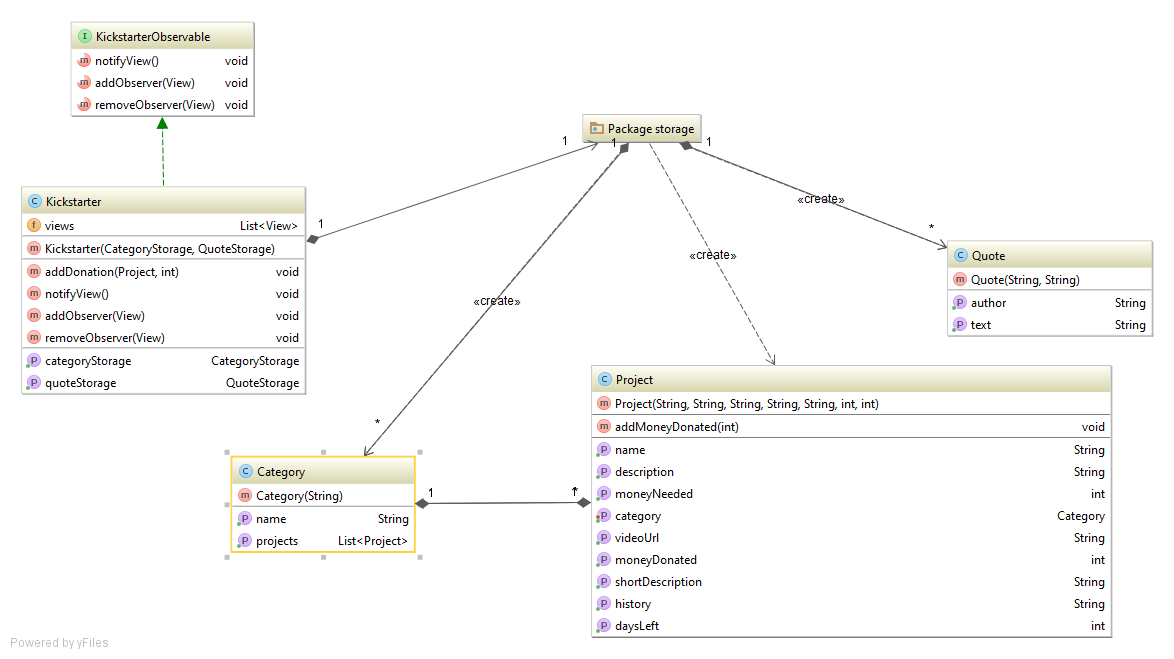 I KickstarterObservable
m notifyView() void
m addObserver(View) void
m removeObserver(View) void
Package storage
1
1
1
1
C Kickstarter
f views List<View>
m Kickstarter(CategoryStorage, QuoteStorage)
m addDonation(Project, int) void
m notifyView() void
m addObserver(View) void
m removeObserver(View) void
P categoryStorage CategoryStorage
P quoteStorage QuoteStorage
«create»
«create»
«create»
*
*
C Quote
m Quote(String, String)
P author String
P text String
C Category
m Category(String)
P name String
P projects List<Project>
1
1
*
C Project
m Project(String, String, String, String, String, int, int)
m addMoneyDonated(int) void
P name String
P description String
P moneyNeeded int
P category Category
P videoUrl String
P moneyDonated int
P shortDescription String
P history String
P daysLeft int
Powered by yFiles